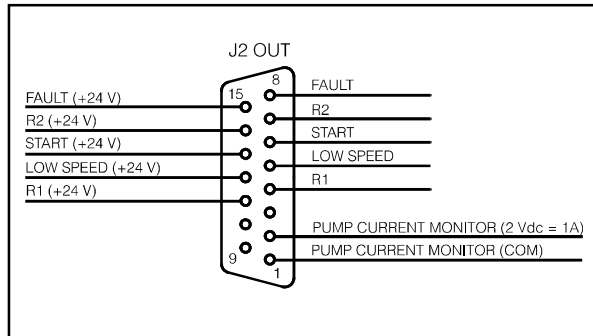 J2 OUT
15
8
FAULT (+24 V)
R2 (+24 V)
START (+24 V)
LOW SPEED (+24 V)
R1 (+24 V)
FAULT
R2
START
LOW SPEED
R1
PUMP CURRENT MONITOR (2 Vdc = 1A)
PUMP CURRENT MONITOR (COM)
9
1